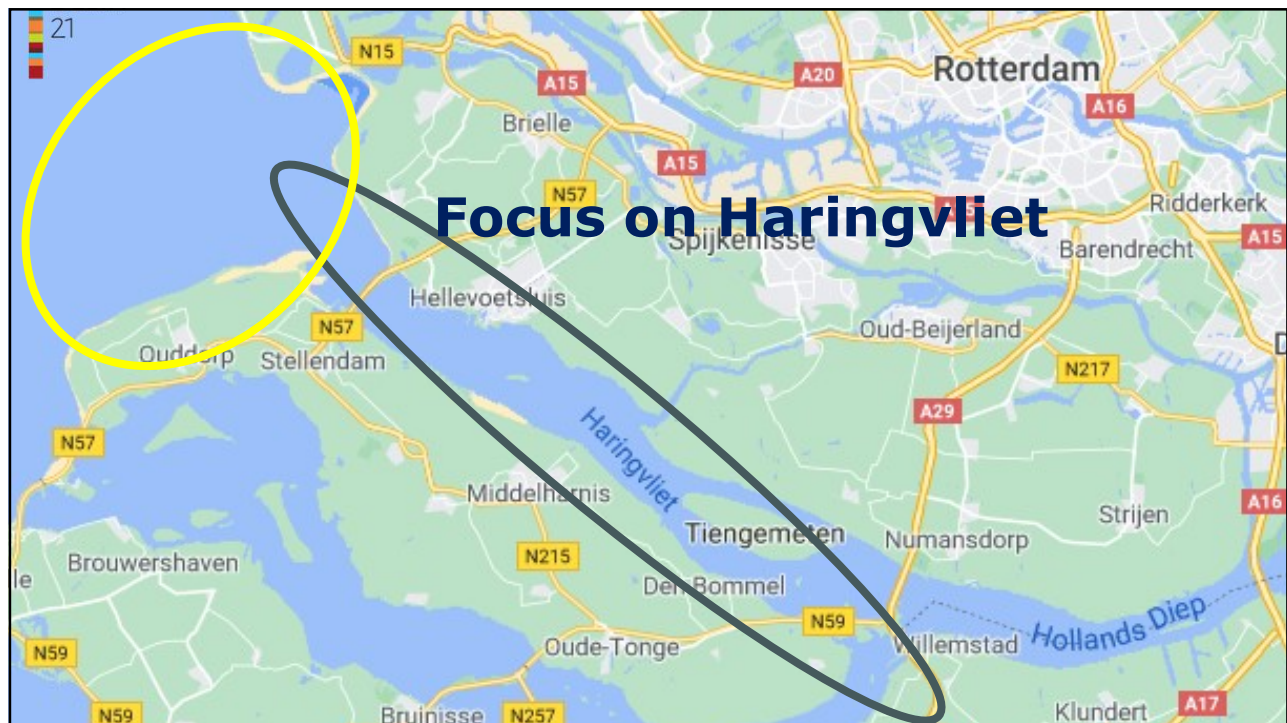 21
N15
A15
A20
Rotterdam
A16
Brielle
A15
N57
Ridderkerk
Focus on Haringvliet
Spijkenisse
A15
Barendrecht
Hellevoetsluis
N57
Oud-Beijerland
Ouddorp
Stellendam
N217
A29
N57
Haringvliet
Middelharnis
A16
Strijen
Tiengemeten
Numansdorp
N215
Brouwershaven
Den Bommel
N59
Hollands Diep
Willemstad
Oude-Tonge
N59
N59
Bruinisse
N257
Klundert
A17